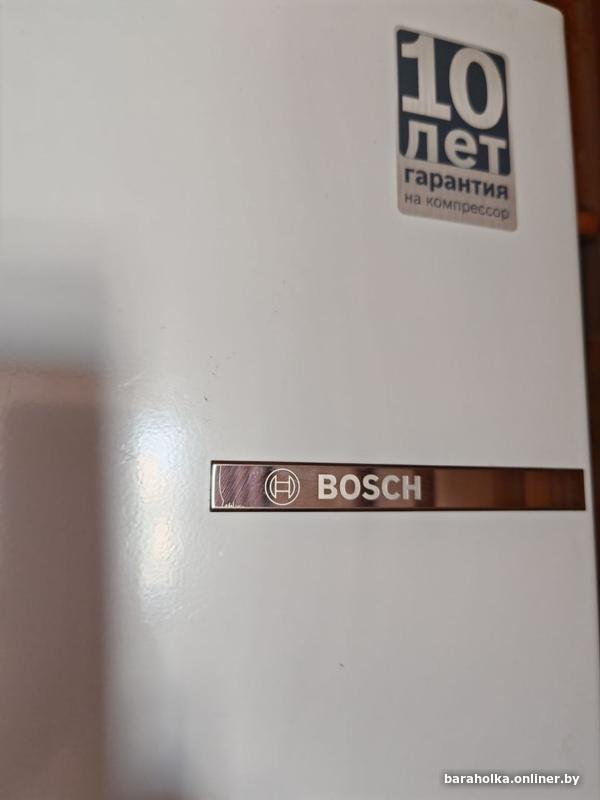 10
лет
гарантия
на компрессор
BOSCH
baraholka.onliner.by